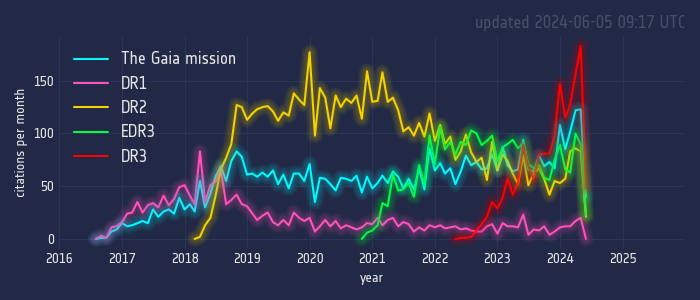 updated 2024-06-05 09:17 UTC
The Gaia mission
DR1
DR2
EDR3
DR3
citations per month
150
100
50
0
2016 2017 2018 2019 2020 2021 2022 2023 2024 2025
year